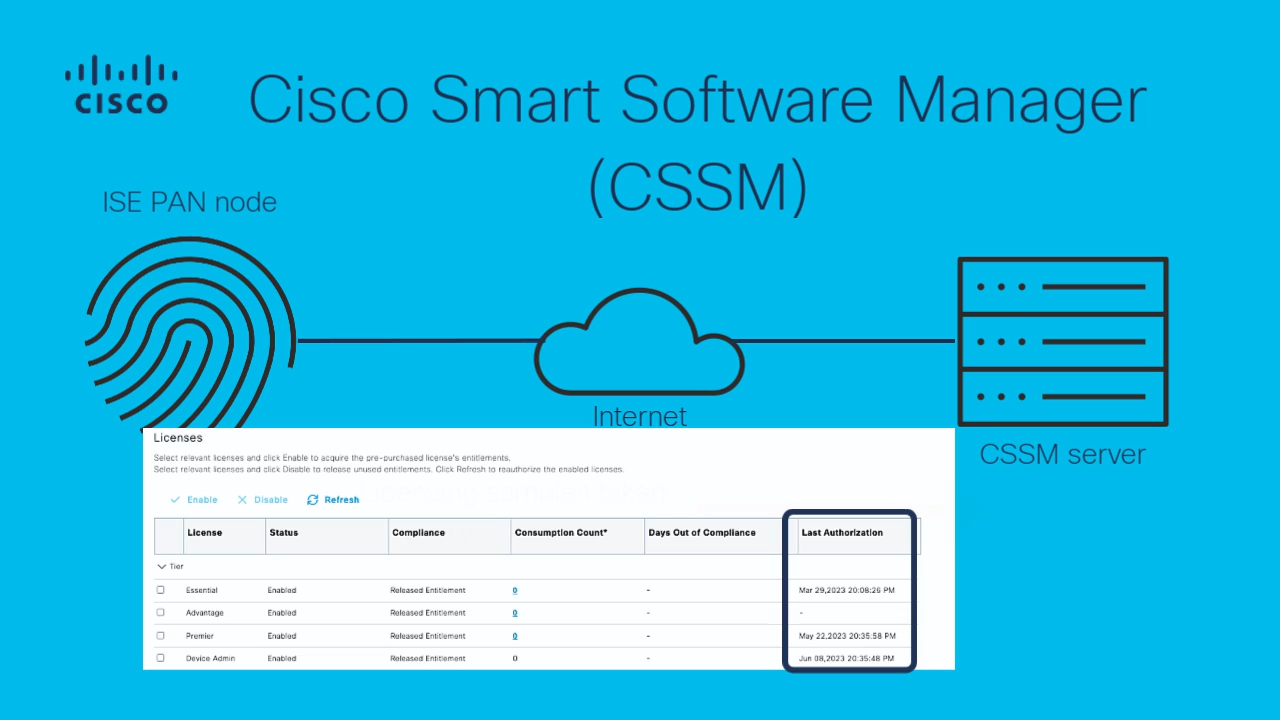 cisco
Cisco Smart Software Manager
(CSSM)
ISE PAN node
Internet
CSSM server
Licenses
Select relevant licenses and click Enable to acquire the pre-purchased license's entitlements.
Select relevant licenses and click Disable to release unused entitlements. Click Refresh to reauthorize the enabled licenses.
Enable Disable Refresh
License Status Compliance Consumption Count* Days Out of Compliance Last Authorization
Tier
Essential Enabled Released Entitlement 0 - Mar 29,2023 20:08:26 PM
Advantage Enabled Released Entitlement 0 - -
Premier Enabled Released Entitlement 0 - May 22,2023 20:35:58 PM
Device Admin Enabled Released Entitlement 0 - Jun 08,2023 20:35:48 PM